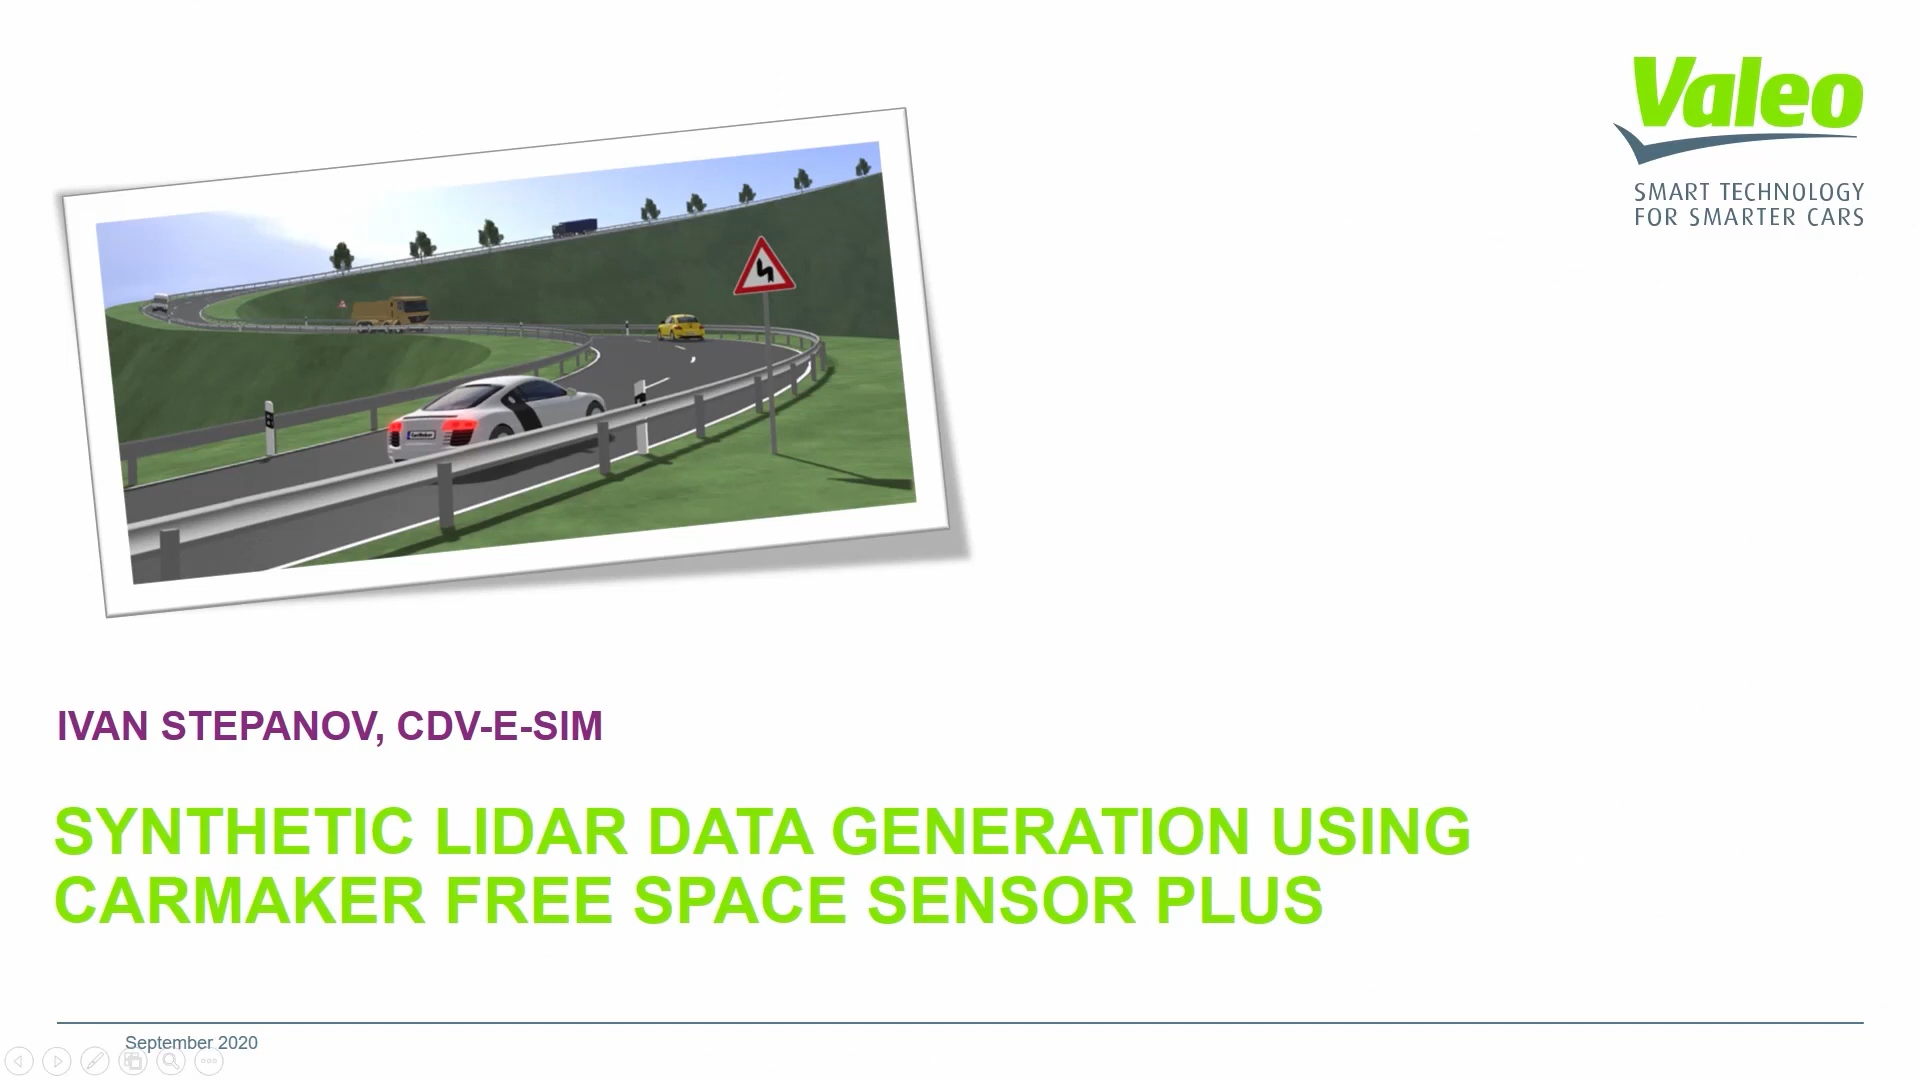 Valeo
SMART TECHNOLOGY
FOR SMARTER CARS
IVAN STEPANOV, CDV-E-SIM
SYNTHETIC LIDAR DATA GENERATION USING
CARMAKER FREE SPACE SENSOR PLUS
September 2020